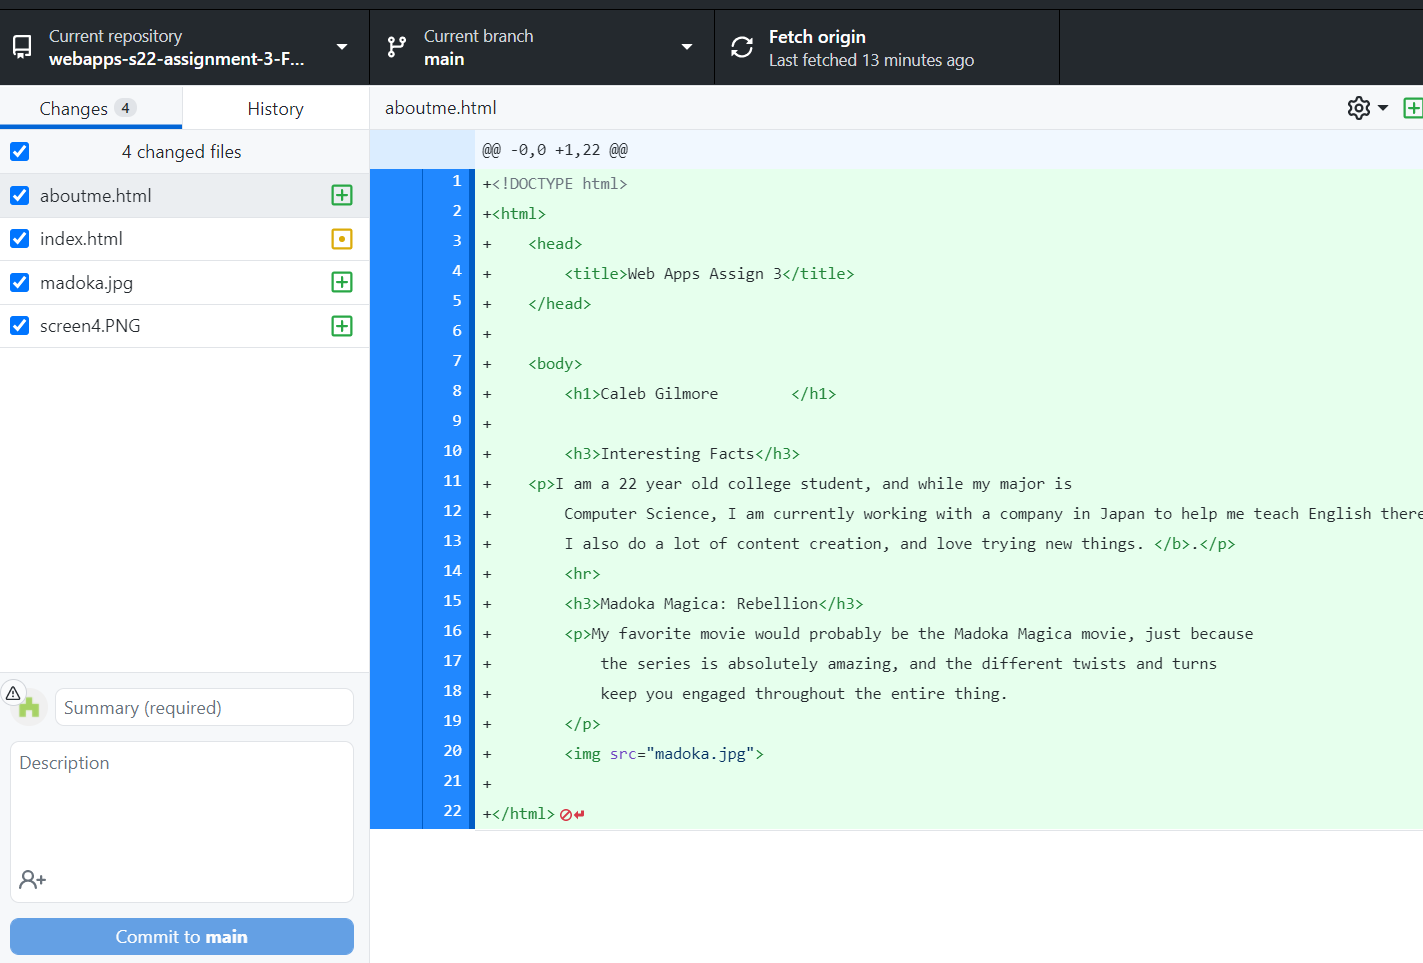 Current repository
webapps-s22-assignment-3-F...
Current branch
main
Fetch origin
Last fetched 13 minutes ago
Changes 4
History
aboutme.html
4 changed files
aboutme.html
index.html
madoka.jpg
screen4.PNG
@@ -0,0 +1,22 @@
1 +<!DOCTYPE html>
2 +<html>
3 +    <head>
4 +        <title>Web Apps Assign 3</title>
5 +    </head>
6 +
7 +    <body>
8 +        <h1>Caleb Gilmore        </h1>
9 +
10 +        <h3>Interesting Facts</h3>
11 +    <p>I am a 22 year old college student, and while my major is
12 +        Computer Science, I am currently working with a company in Japan to help me teach English there
13 +        I also do a lot of content creation, and love trying new things. </b>.</p>
14 +        <hr>
15 +        <h3>Madoka Magica: Rebellion</h3>
16 +        <p>My favorite movie would probably be the Madoka Magica movie, just because
17 +            the series is absolutely amazing, and the different twists and turns
18 +            keep you engaged throughout the entire thing.
19 +        </p>
20 +        <img src="madoka.jpg">
21 +
22 +</html>
Summary (required)
Description
Commit to main